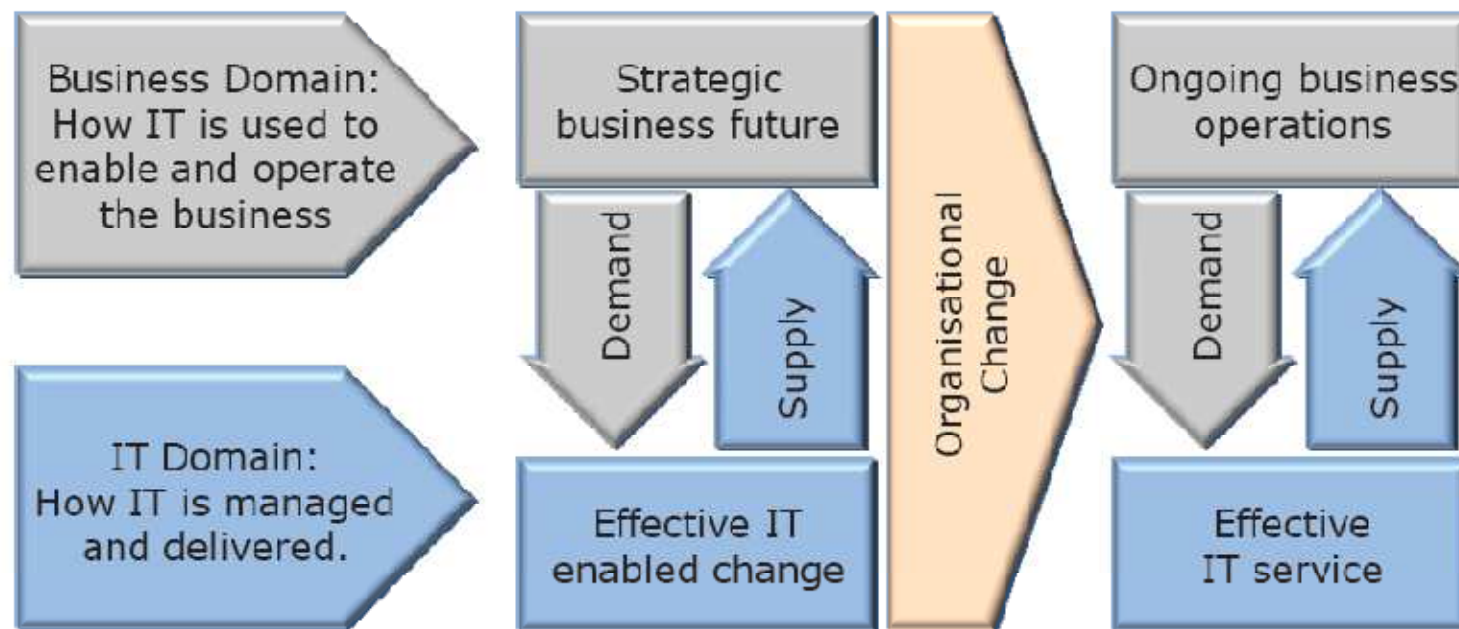 Business Domain:
How IT is used to
enable and operate
the business
IT Domain:
How IT is managed
and delivered.
Strategic
business future
Demand
Supply
Effective IT
enabled change
Organisational
Change
Ongoing business
operations
Demand
Supply
Effective
IT service